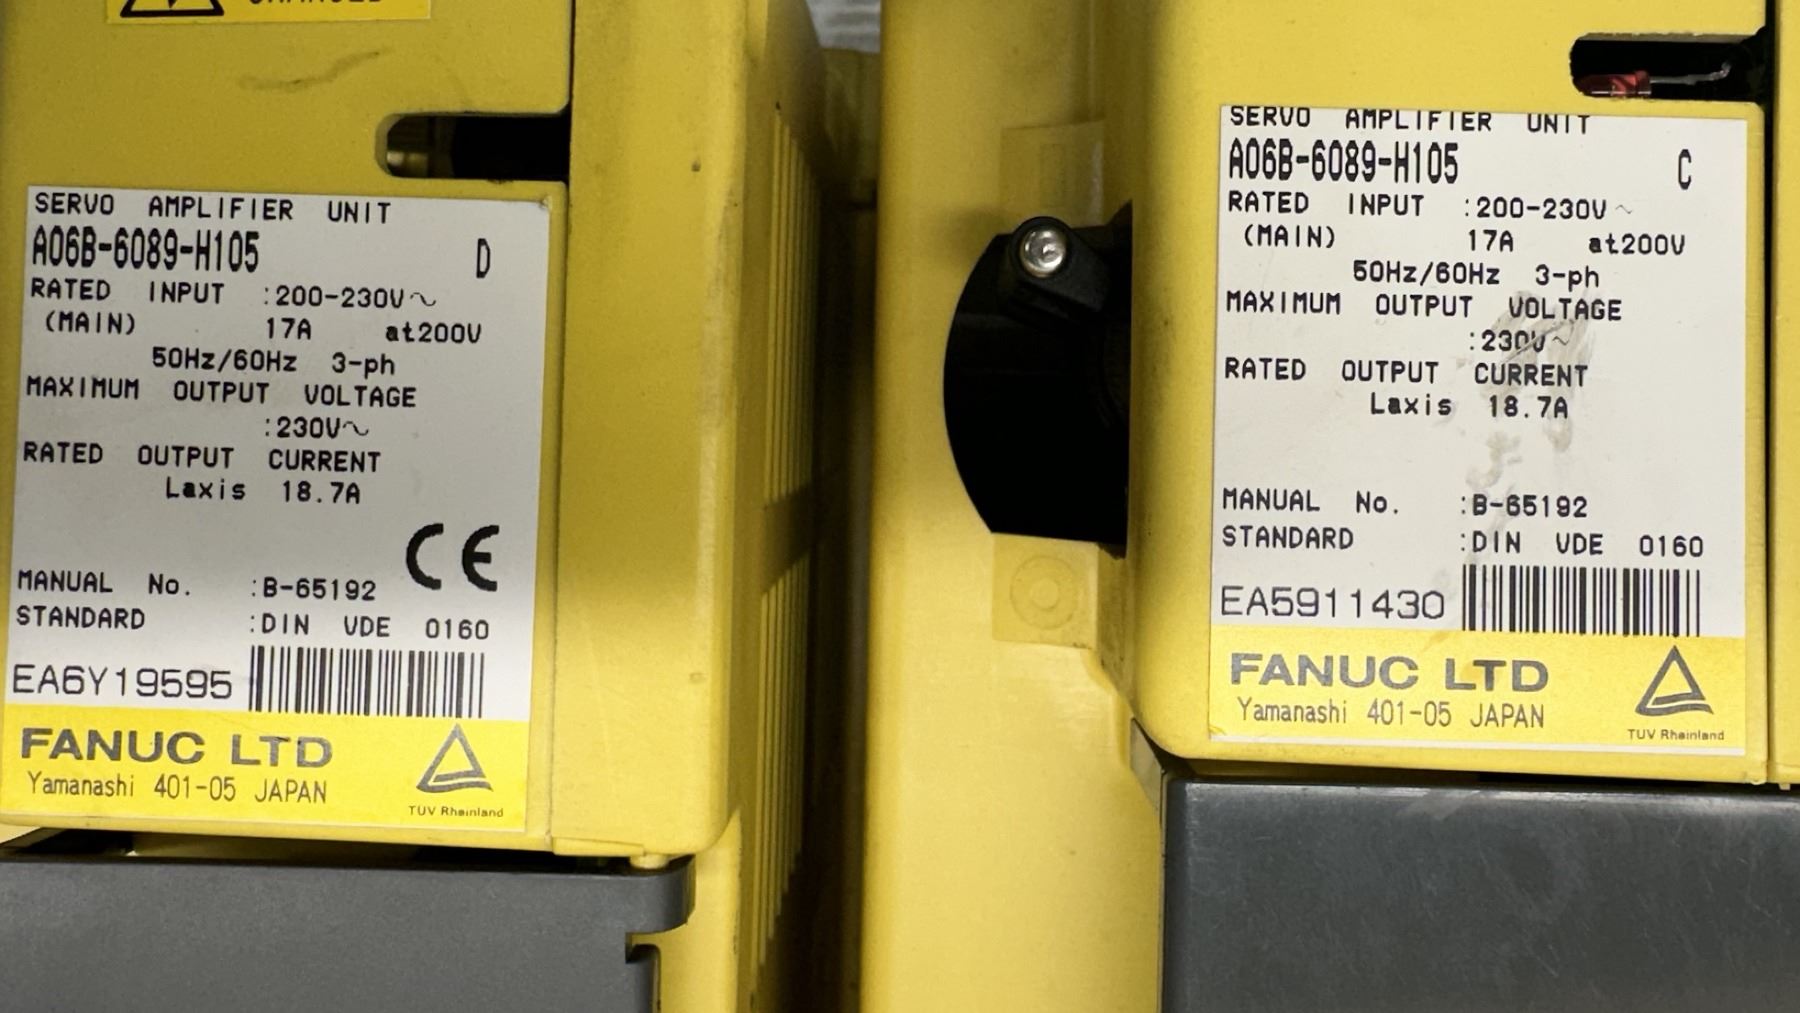 CHARGED
SERVO AMPLIFIER UNIT
A06B-6089-H105 D
RATED INPUT :200-230V~
(MAIN) 17A at200V
50Hz/60Hz 3-ph
MAXIMUM OUTPUT VOLTAGE
:230V~
RATED OUTPUT CURRENT
Laxis 18.7A
CE
MANUAL No. :B-65192
STANDARD :DIN VDE 0160
EA6Y19595
FANUC LTD
Yamanashi 401-05 JAPAN
TUV Rheinland
SERVO AMPLIFIER UNIT
A06B-6089-H105 C
RATED INPUT :200-230V~
(MAIN) 17A at200V
50Hz/60Hz 3-ph
MAXIMUM OUTPUT VOLTAGE
:230V~
RATED OUTPUT CURRENT
Laxis 18.7A
MANUAL No. :B-65192
STANDARD :DIN VDE 0160
EA5911430
FANUC LTD
Yamanashi 401-05 JAPAN
TUV Rheinland